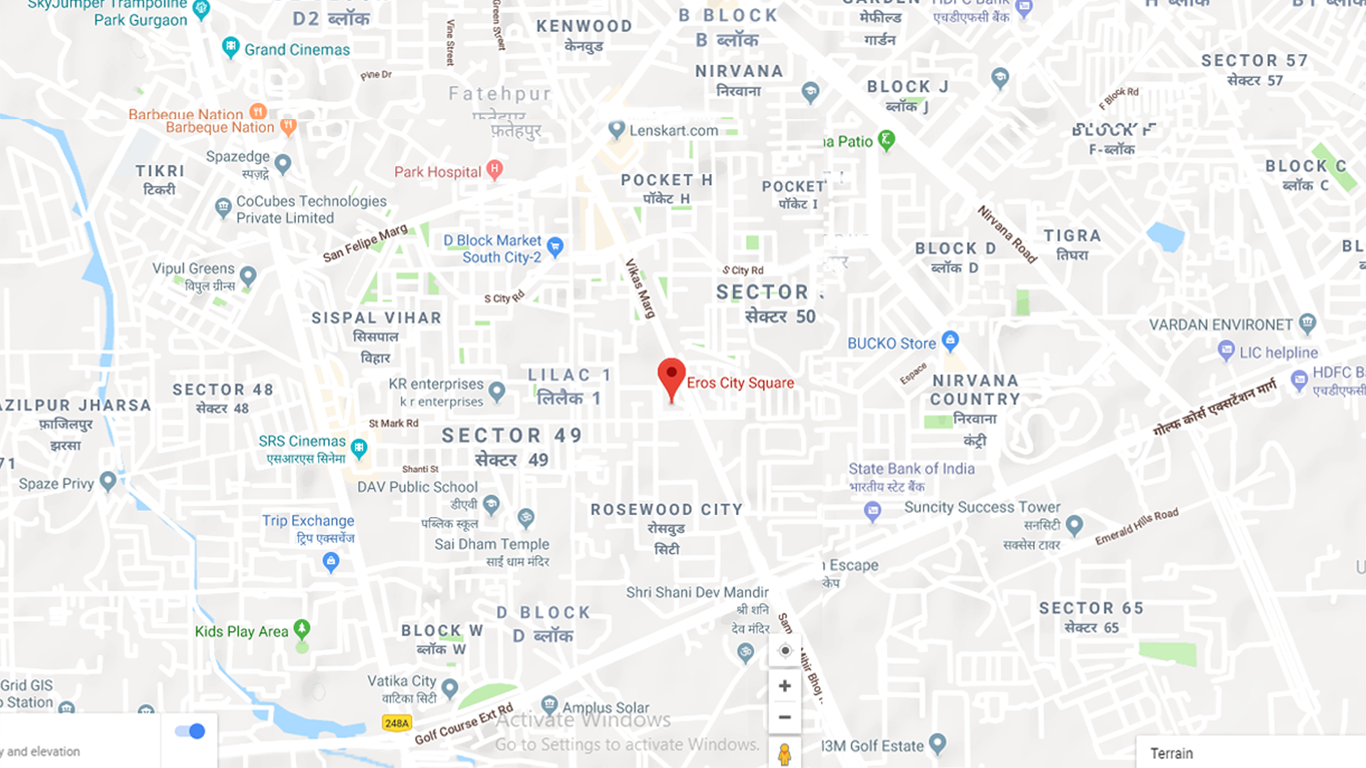 SkyJumper Trampoline
Park Gurgaon
D2 ब्लॉक
Vine Street
Green Street
KENWOOD
केनवुड
B BLOCK
B ब्लॉक
GARDEN
मेफील्ड
गार्डन
HDFC Bank
एचडीएफसी बैंक
Grand Cinemas
Pine Dr
NIRVANA
निरवाना
BLOCK J
ब्लॉक J
SECTOR 57
सेक्टर 57
Fatehpur
फ़तेहपुर
F Block Rd
Barbeque Nation
Barbeque Nation
Lenskart.com
Patio
BLOCK F
F-ब्लॉक
Spazedge
स्पज़द्गे
TIKRI
टिकरी
Park Hospital
POCKET H
पॉकेट H
POCKET
पॉकेट I
BLOCK C
ब्लॉक C
CoCubes Technologies
Private Limited
San Felipe Marg
D Block Market
South City-2
Nirvana Road
BLOCK D
ब्लॉक D
TIGRA
तिघरा
Vipul Greens
विपुल ग्रीन्स
Vikas Marg
S City Rd
S City Rd
SECTOR
सेक्टर 50
SISPAL VIHAR
सिसपाल
विहार
VARDAN ENVIRONET
BUCKO Store
LIC helpline
Espace
HDFC B
एचडीएफ
SECTOR 48
सेक्टर 48
KR enterprises
k r enterprises
LILAC 1
लिलैक 1
Eros City Square
NIRVANA
COUNTRY
निरवाना
कंट्री
गोल्फ कोर्स एक्सटेंशन मार्ग
AZILPUR JHARSA
फ़ाजिलपुर
झरसा
St Mark Rd
SRS Cinemas
एसआरएस सिनेमा
SECTOR 49
सेक्टर 49
71
Shanti St
Spaze Privy
DAV Public School
डीएवी
पब्लिक स्कूल
State Bank of India
भारतीय स्टेट बैंक
ROSEWOOD CITY
रोसवुड
सिटी
Suncity Success Tower
सनसिटी
सक्सेस टावर
Emerald Hills Road
Trip Exchange
ट्रिप एक्सचेंज
Sai Dham Temple
साई धाम मंदिर
Escape
Shri Shani Dev Mandir
श्री शनि
देव मंदिर
D BLOCK
D ब्लॉक
SECTOR 65
सेक्टर 65
Kids Play Area
BLOCK W
ब्लॉक W
Sam
Mihir Bhoj
Vatika City
वाटिका सिटी
Grid GIS
Station
248A
Golf Course Ext Rd
Amplus Solar
Activate Windows
Go to Settings to activate Windows.
M3M Golf Estate
y and elevation
Terrain